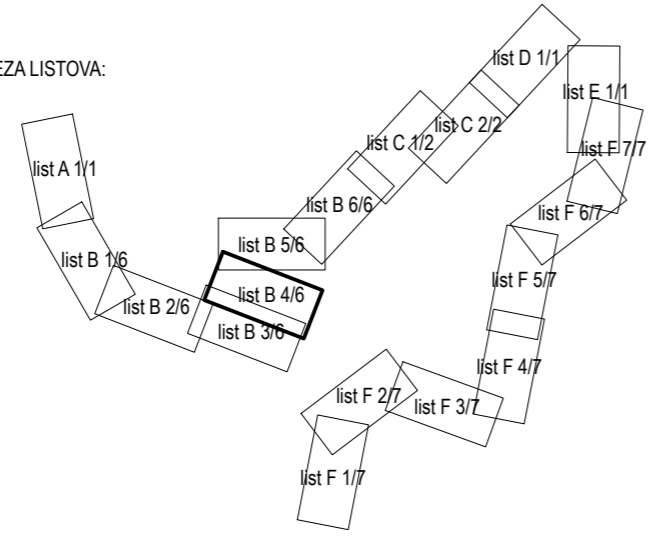 EZA LISTOVA:
list D 1/1
list E 1/1
list C 2/2
list C 1/2
list F 7/7
list A 1/1
list B 6/6
list F 6/7
list B 5/6
list B 1/6
list F 5/7
list B 4/6
list B 2/6
list B 3/6
list F 4/7
list F 2/7
list F 3/7
list F 1/7